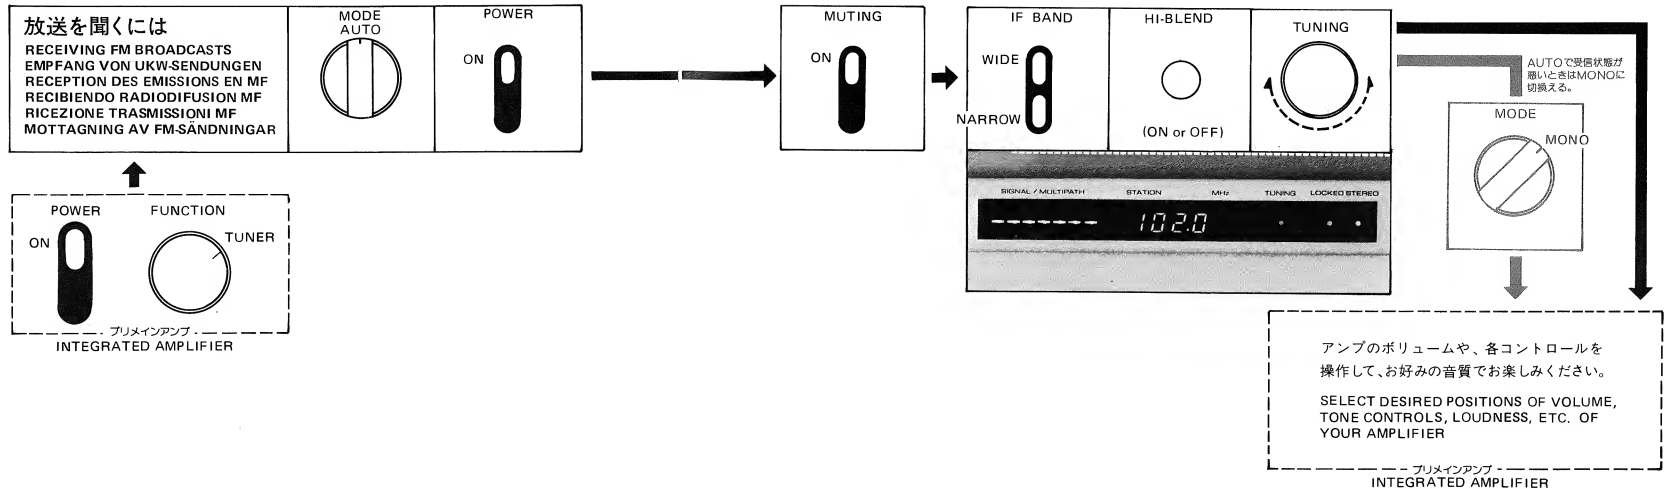 放送を聞くには
RECEIVING FM BROADCASTS
EMPFANG VON UKW-SENDUNGEN
RECEPTION DES EMISSIONS EN MF
RECIBIENDO RADIODIFUSION MF
RICEZIONE TRASMISSIONI MF
MOTTAGNING AV FM-SÄNDNINGAR
MODE
AUTO
POWER
ON
POWER
FUNCTION
ON
TUNER
プリメインアンプ
INTEGRATED AMPLIFIER
MUTING
ON
IF BAND
WIDE
NARROW
HI-BLEND
(ON or OFF)
TUNING
SIGNAL / MULTIPATH
STATION
MHz
TUNING
LOCKED STEREO
102.0
AUTOで受信状態が
悪いときはMONOに
切換える。
MODE
MONO
アンプのボリュームや、各コントロールを
操作して、お好みの音質でお楽しみください。
SELECT DESIRED POSITIONS OF VOLUME,
TONE CONTROLS, LOUDNESS, ETC. OF
YOUR AMPLIFIER
プリメインアンプ
INTEGRATED AMPLIFIER